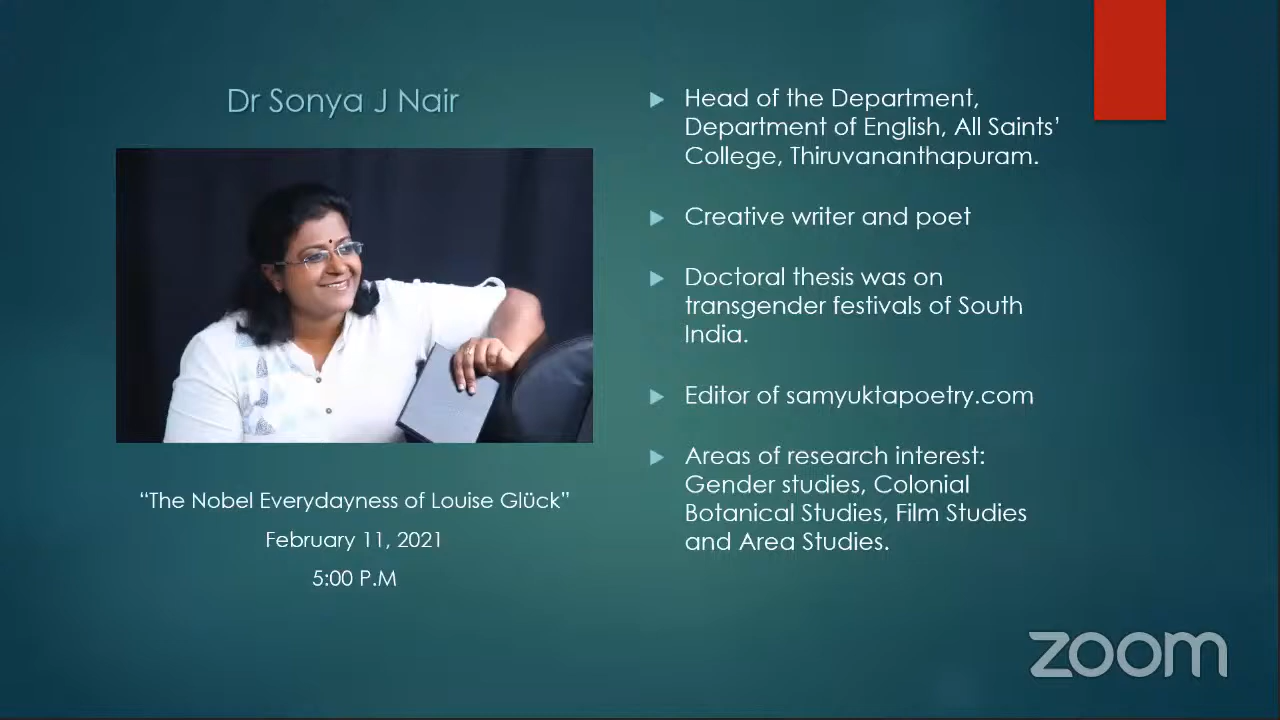 Dr Sonya J Nair
“The Nobel Everydayness of Louise Glück”
February 11, 2021
5:00 P.M
Head of the Department,
Department of English, All Saints’
College, Thiruvananthapuram.
Creative writer and poet
Doctoral thesis was on
transgender festivals of South
India.
Editor of samyuktapoetry.com
Areas of research interest:
Gender studies, Colonial
Botanical Studies, Film Studies
and Area Studies.
zoom